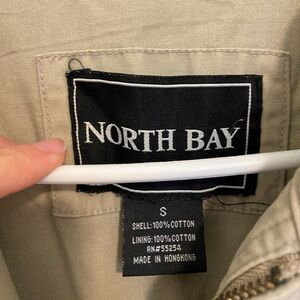 NORTH BAY
S
SHELL:100%COTTON
LINING:100%COTTON
RN#55254
MADE IN HONGKONG